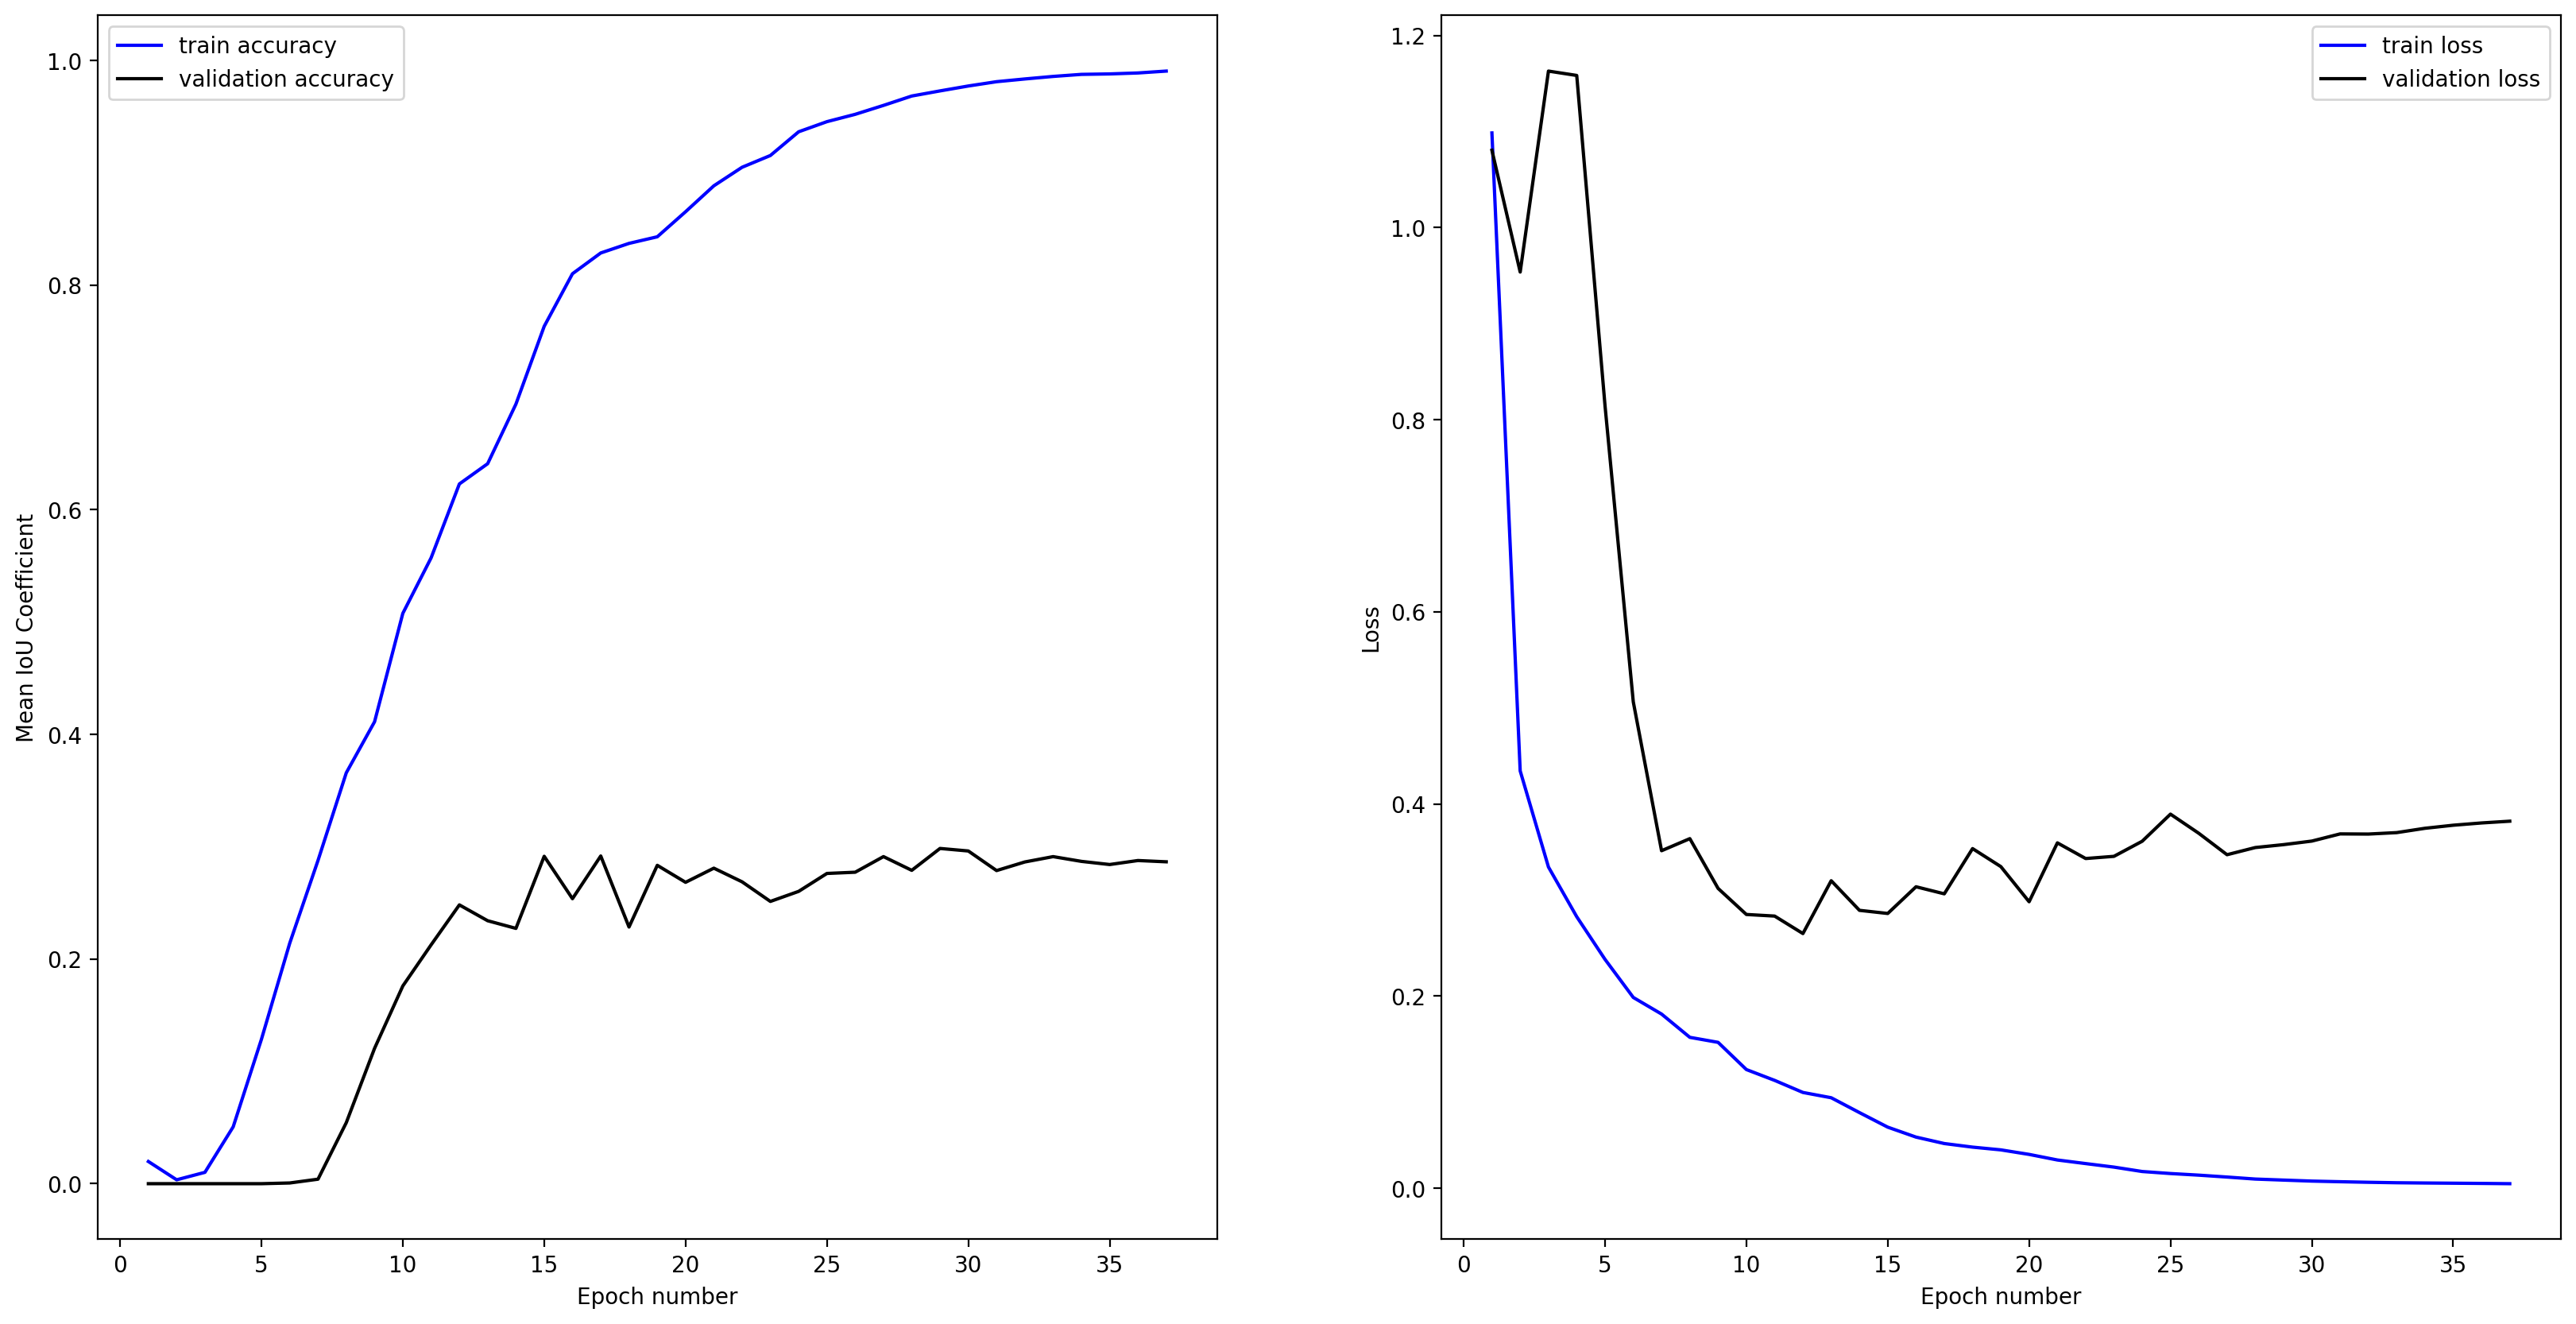 train accuracy
validation accuracy
1.0
0.8
0.6
0.4
0.2
0.0
Mean IoU Coefficient
0 5 10 15 20 25 30 35
Epoch number
train loss
validation loss
1.2
1.0
0.8
0.6
0.4
0.2
0.0
Loss
0 5 10 15 20 25 30 35
Epoch number